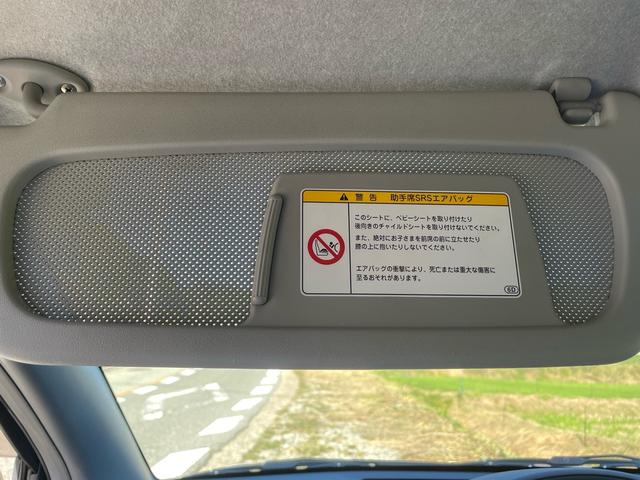 警告 助手席SRSエアバッグ
このシートに、ベビーシートを取り付けたり
後向きのチャイルドシートを取り付けないでください。
また、絶対にお子さまを前席の前に立たせたり
膝の上に抱いたりしないでください。
エアバッグの衝撃により、死亡または重大な傷害に
至るおそれがあります。
6D